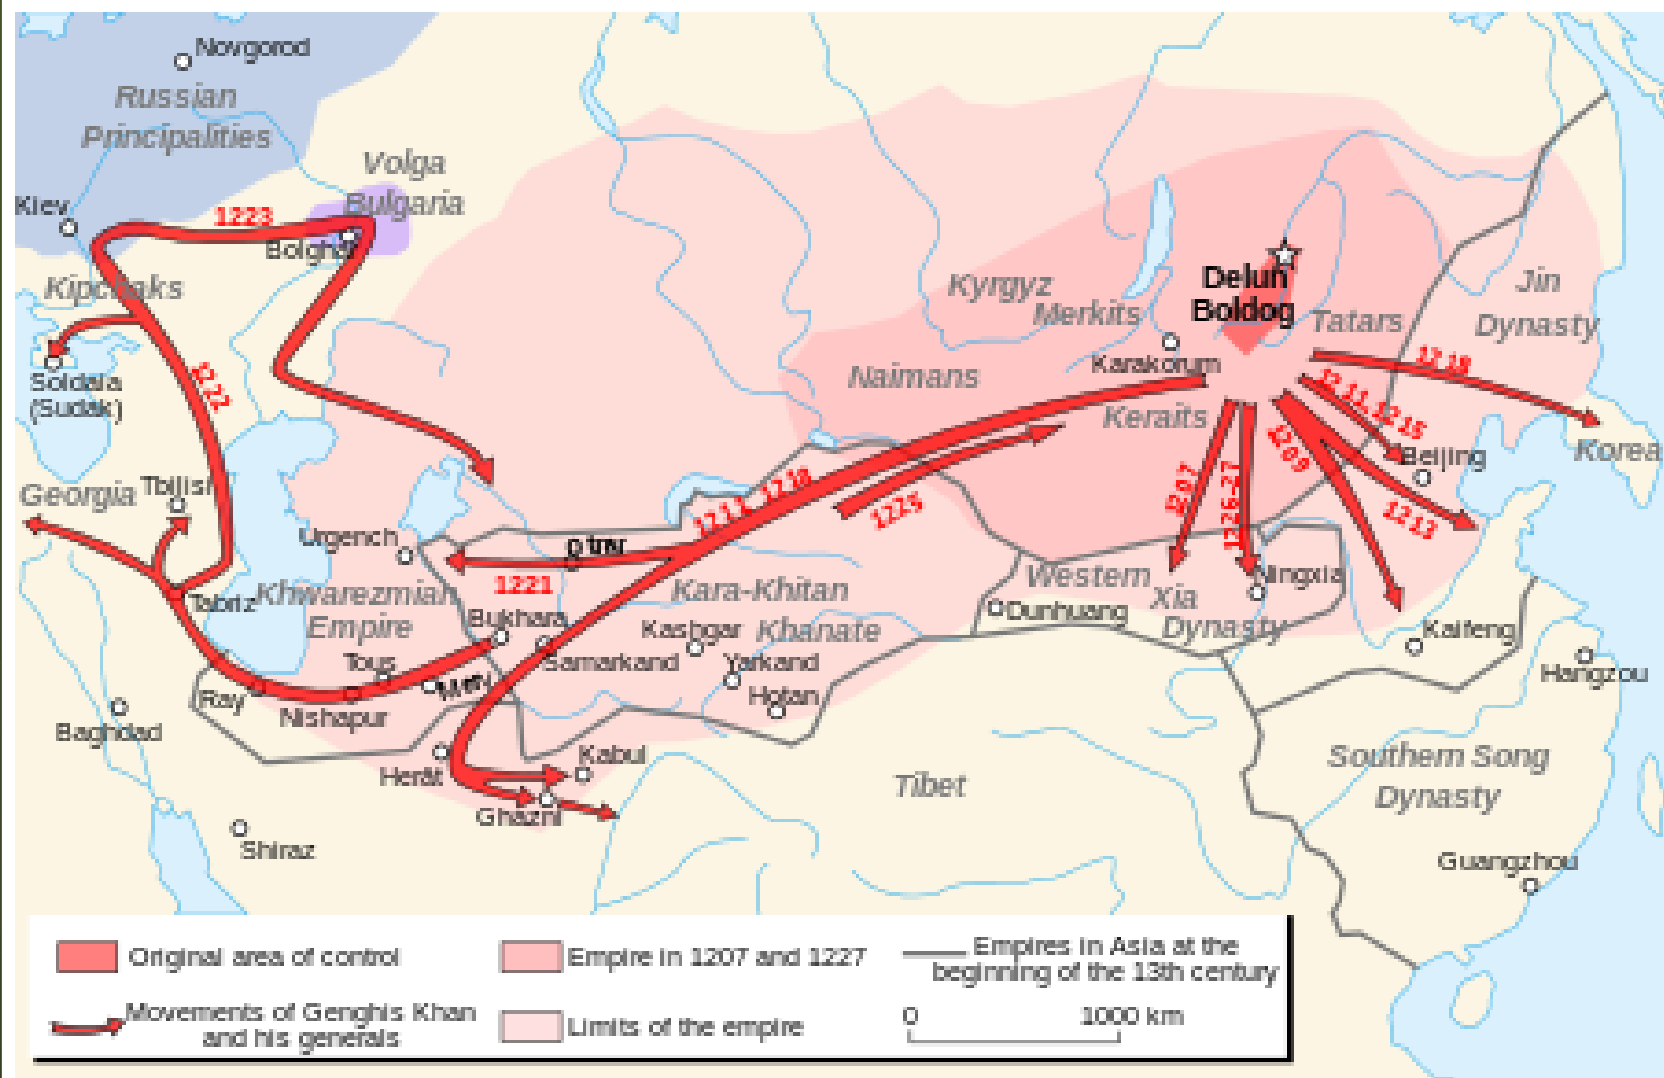 Novgorod
Russian
Principalities
Volga
Bulgaria
Kiev
1223
Bolghar
Kipchaks
Delun
Boldog
Kyrgyz
Merkits
Tatars
Jin
Dynasty
Karakorum
Naimans
Keraits
1218
1211,1215
Soldaia
(Sudak)
1222
Korea
Beijing
1209
1207
1226-27
1213
Georgia
Tbilisi
1225
Urgench
1221
Tabriz
Khwarezmian
Empire
Kara-Khitan
Khanate
Western
Xia
Dynasty
Ningxia
Dunhuang
Bukhara
Samarkand
Kashgar
Yarkand
Hotan
Kaifeng
Hangzou
Tous
Merv
Ray
Nishapur
Baghdad
Herat
Kabul
Ghazni
Tibet
Southern Song
Dynasty
Shiraz
Guangzhou
Original area of control
Empire in 1207 and 1227
Empires in Asia at the
beginning of the 13th century
Movements of Genghis Khan
and his generals
Limits of the empire
0 1000 km